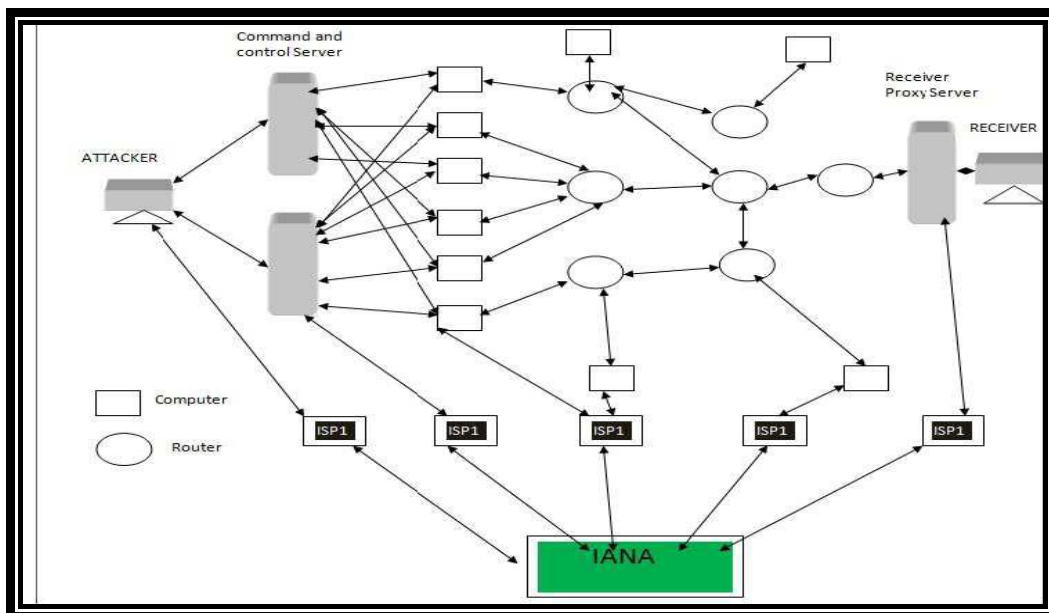 Command and
control Server
Receiver
Proxy Server
RECEIVER
ATTACKER
Computer
Router
ISP1
ISP1
ISP1
ISP1
ISP1
IANA